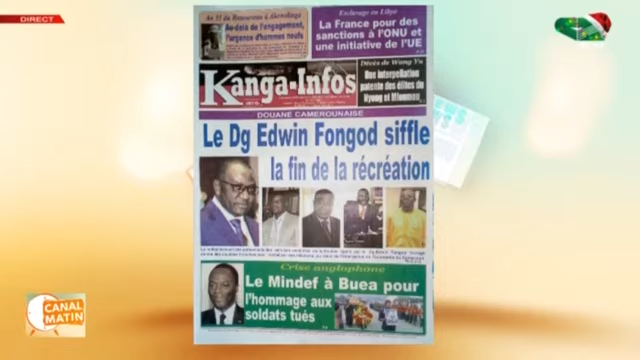 DIRECT
An 35 du Renouveau à Akonolinga
Au-delà de l'engagement,
l'urgence d'hommes neufs
Esclavage en Libye
La France pour des
sanctions à l'ONU et
une initiative de l'UE
Kanga-Infos
Décès de Wang Yu
Une interpellation
patente des élites du
Nyong et Mfoumou
DOUANE CAMEROUNAISE
Le Dg Edwin Fongod siffle
la fin de la récréation
Crise anglophone
Le Mindef à Buea pour
l'hommage aux
soldats tués
CANAL
MATIN